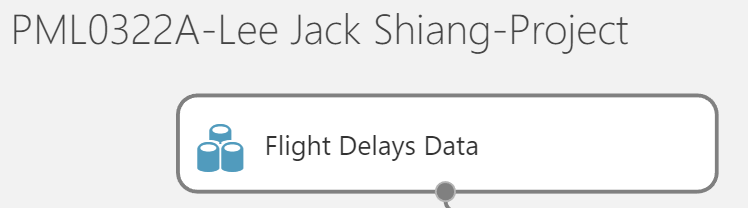 PML0322A-Lee Jack Shiang-Project
Flight Delays Data